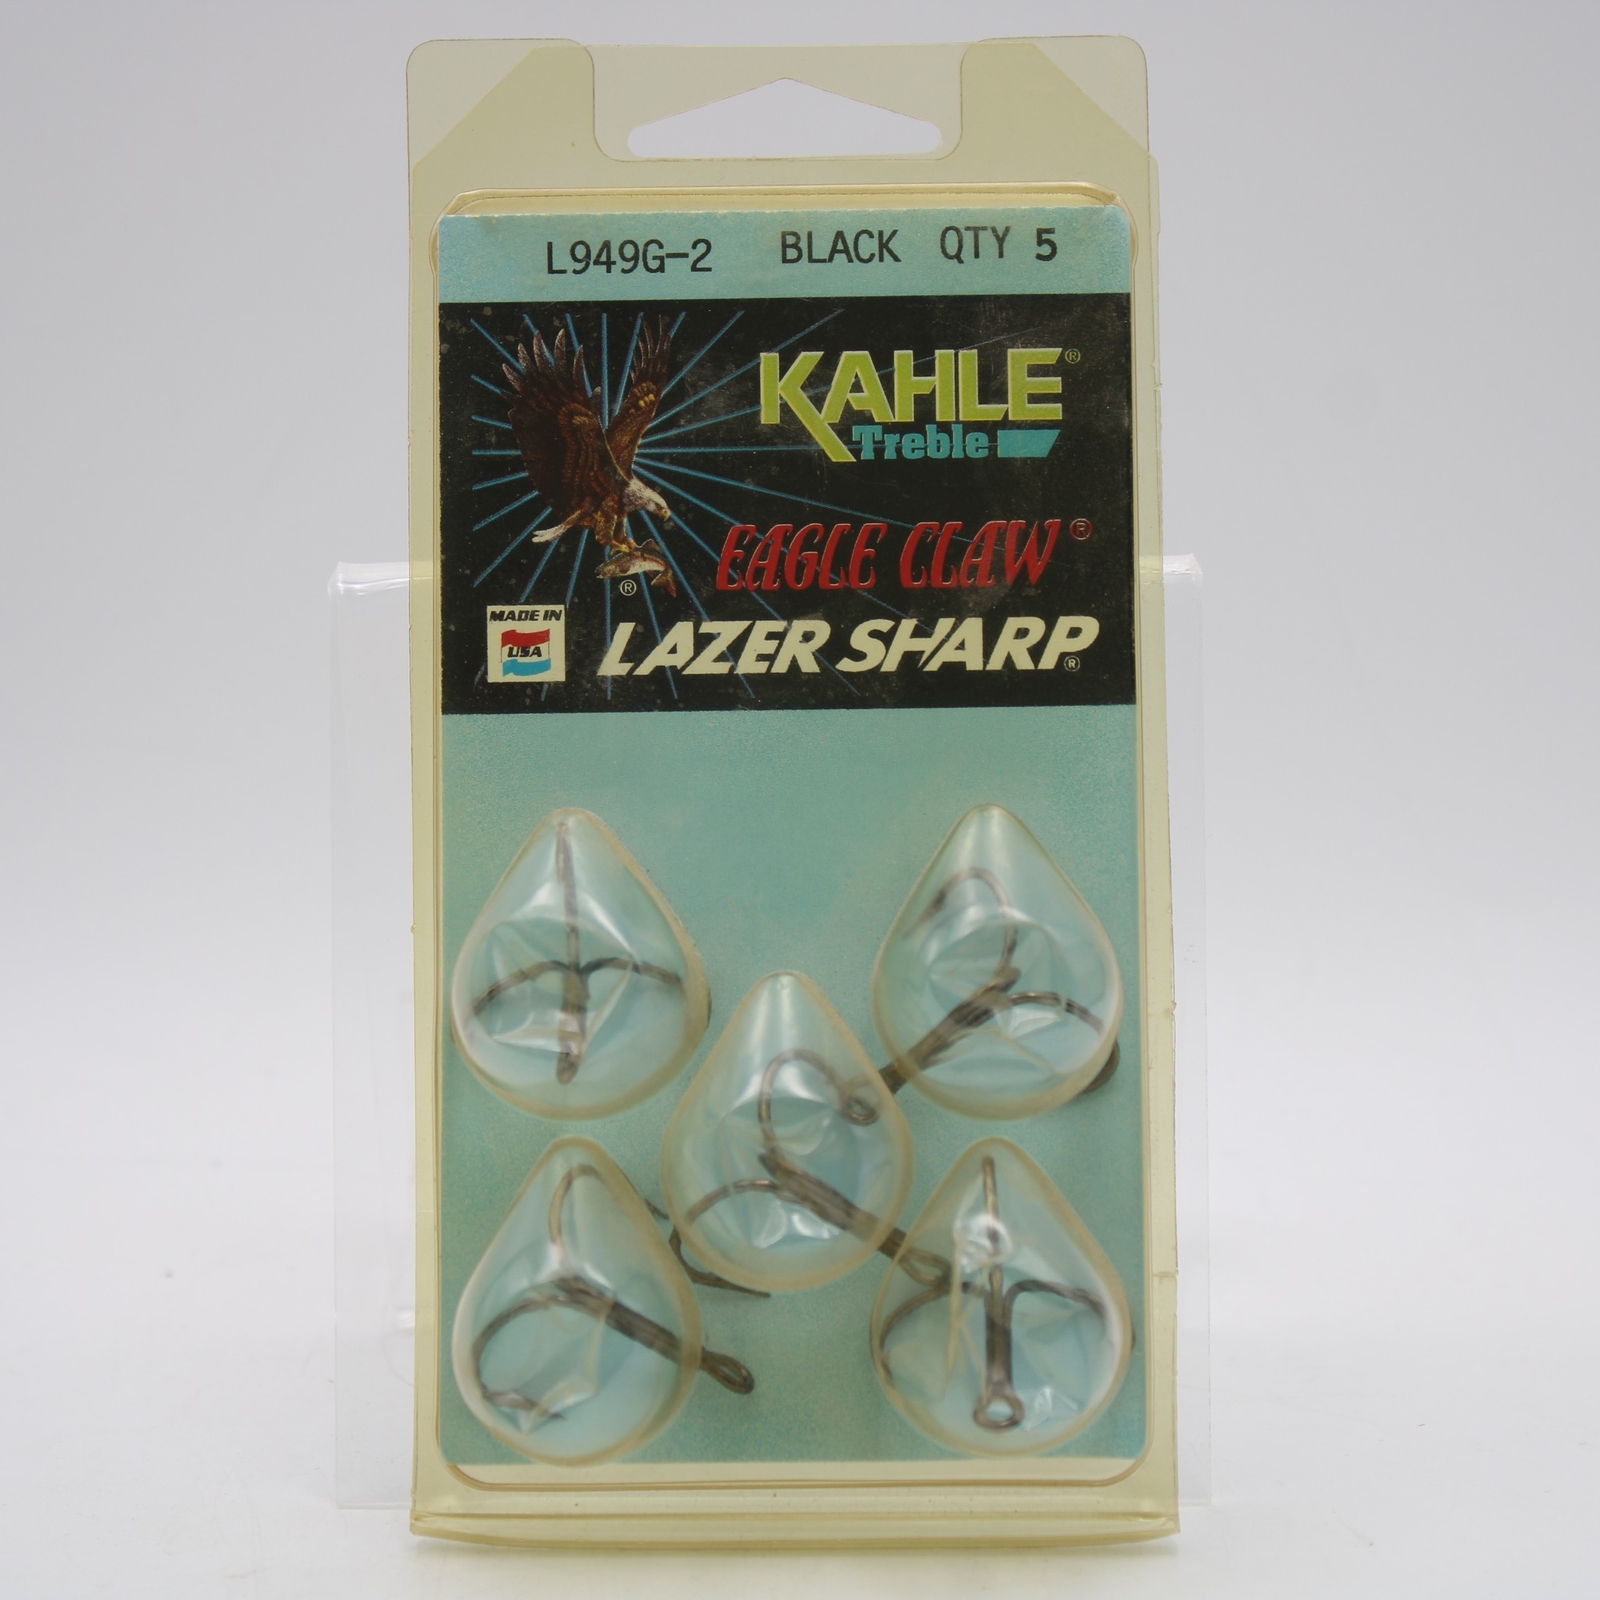 L949G-2 BLACK QTY 5
KAHLE®
Treble
EAGLE CLAW®
®
MADE IN
USA
LAZER SHARP®